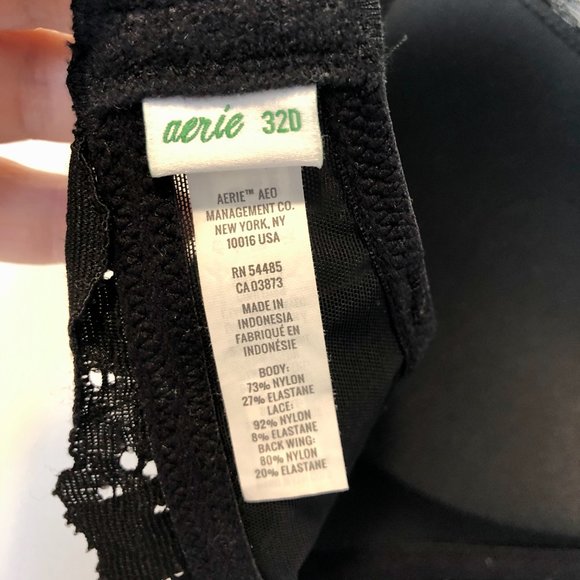 aerie 32D
AERIE™ AEO
MANAGEMENT CO.
NEW YORK, NY
10016 USA
RN 54485
CA 03873
MADE IN
INDONESIA
FABRIQUÉ EN
INDONÉSIE
BODY:
73% NYLON
27% ELASTANE
LACE:
92% NYLON
8% ELASTANE
BACK WING:
80% NYLON
20% ELASTANE